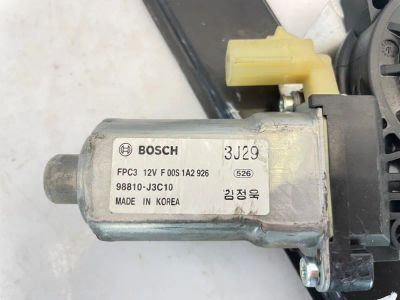 BOSCH 3J29
FPC3 12V F 00S 1A2 926 526
98810-J3C10
MADE IN KOREA 김정욱